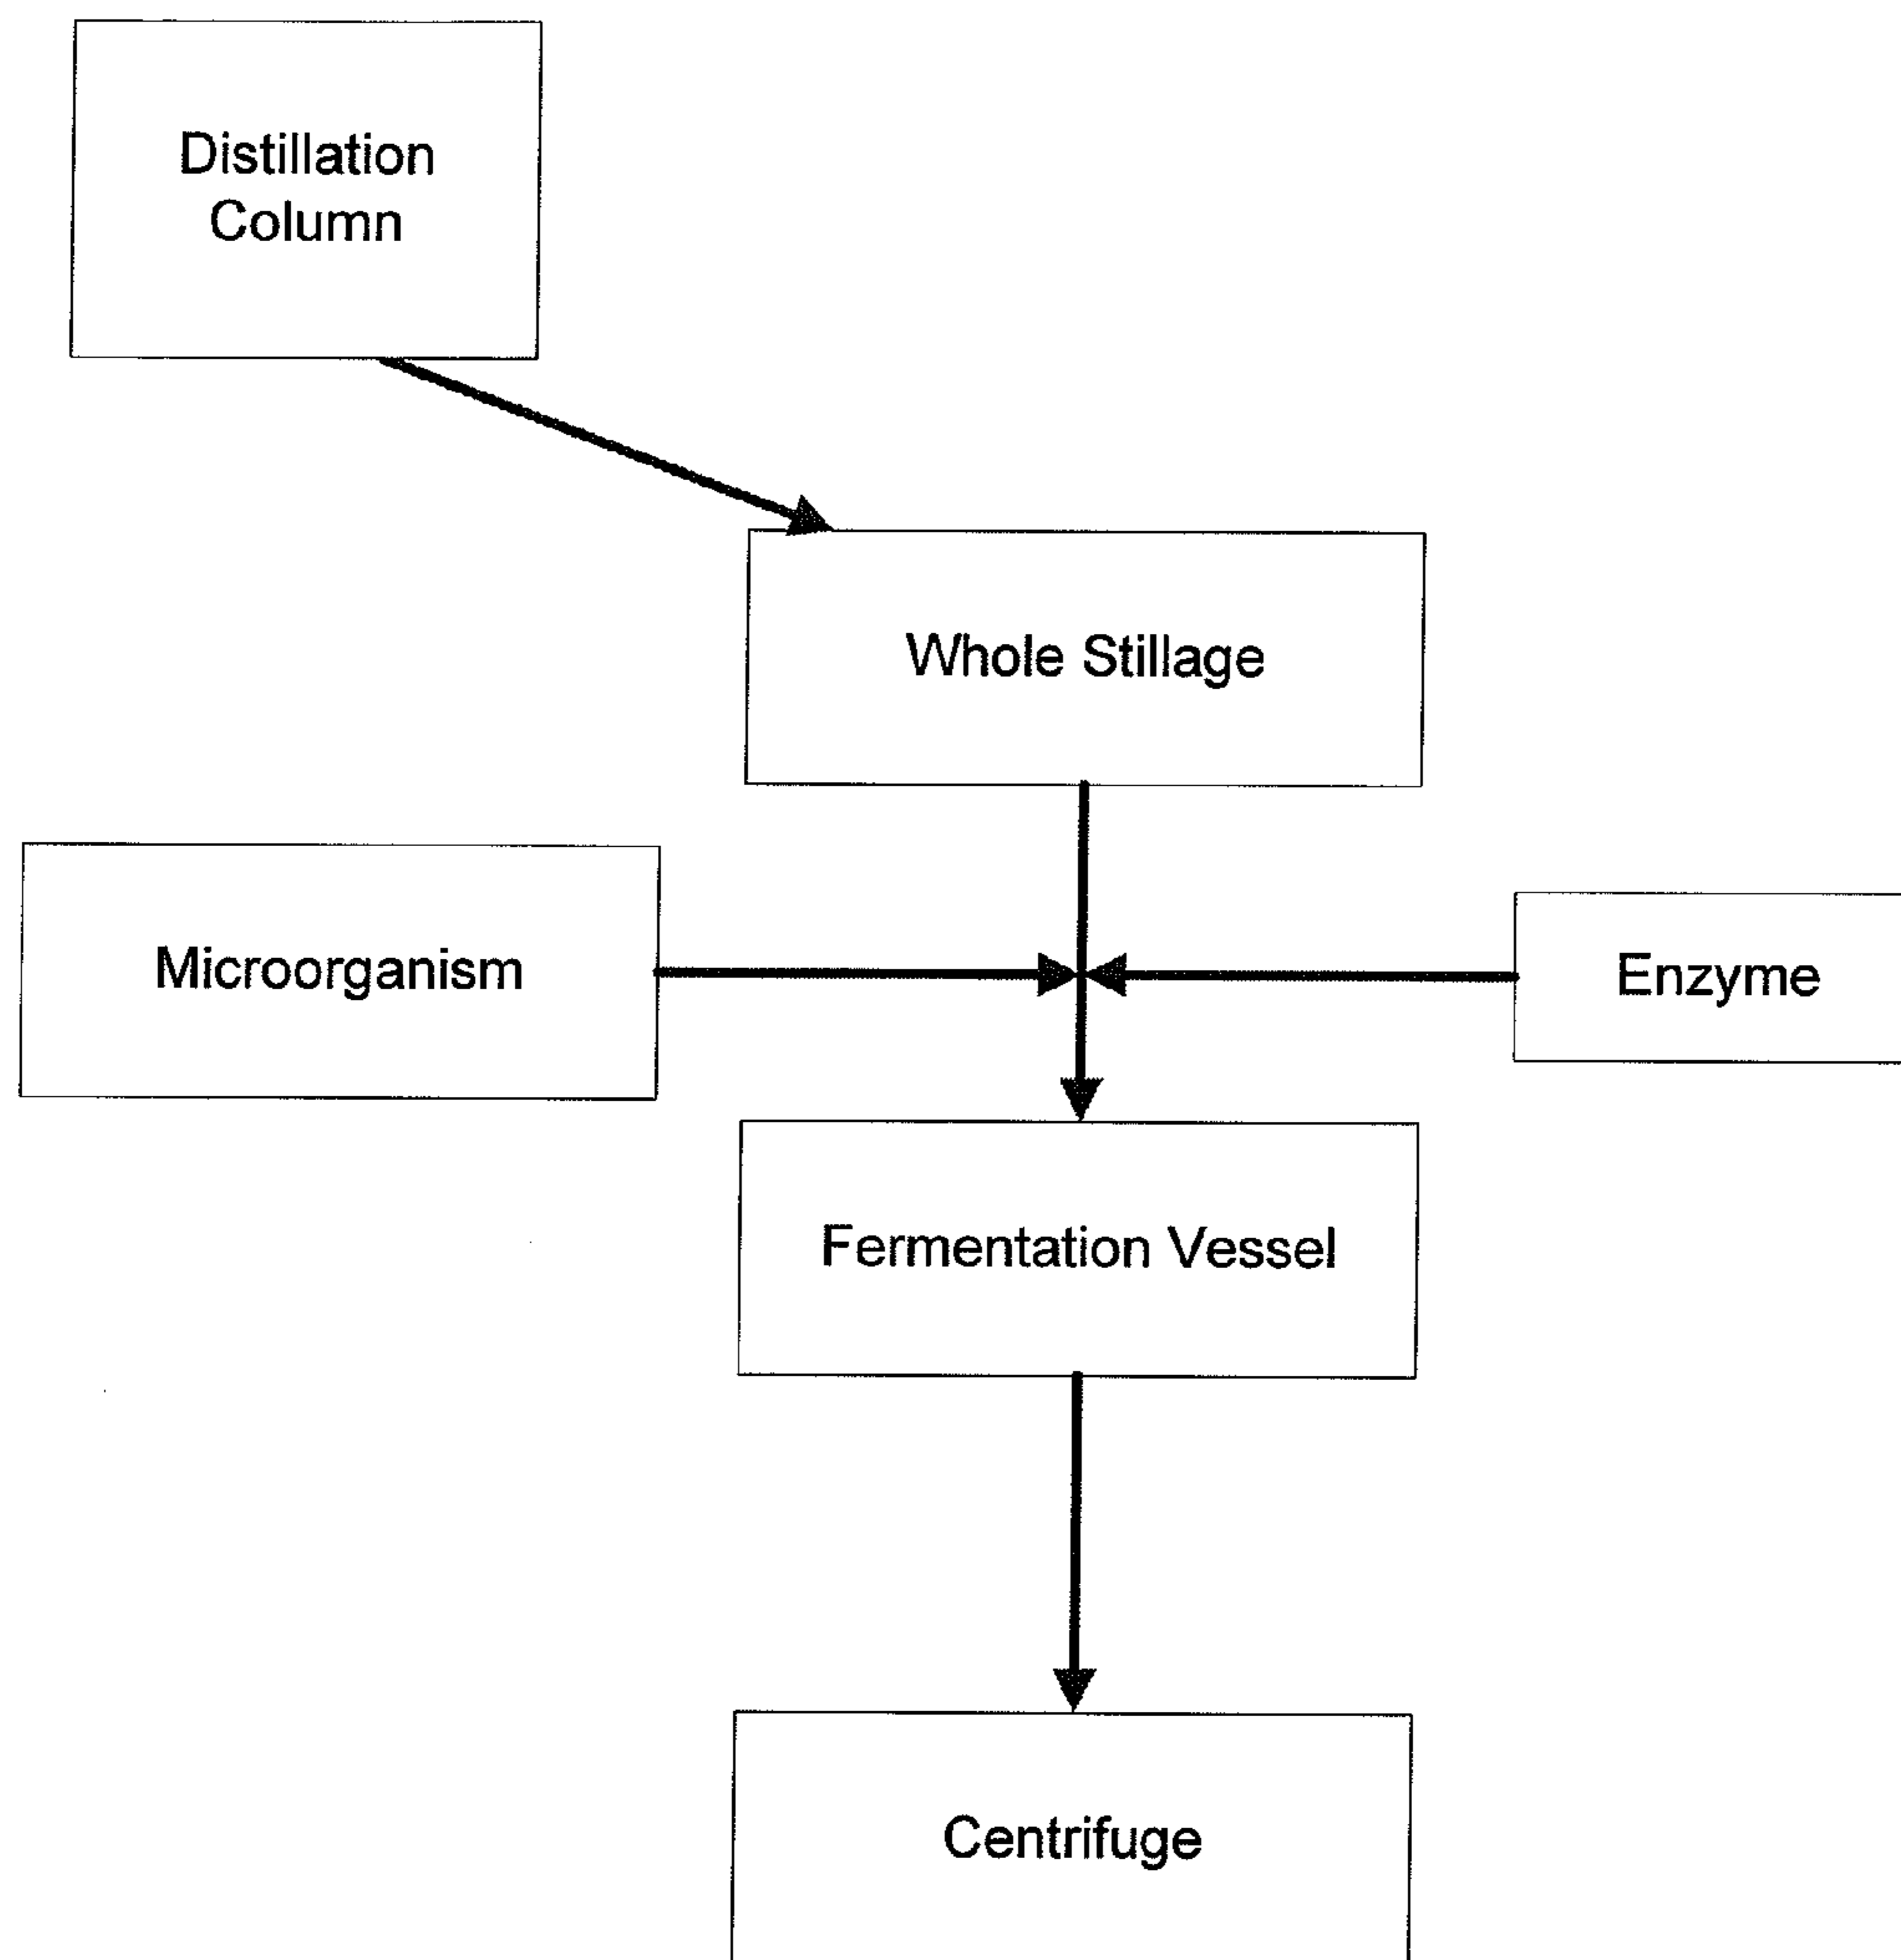 Distillation
Column
Whole Stillage
Microorganism
Enzyme
Fermentation Vessel
Centrifuge